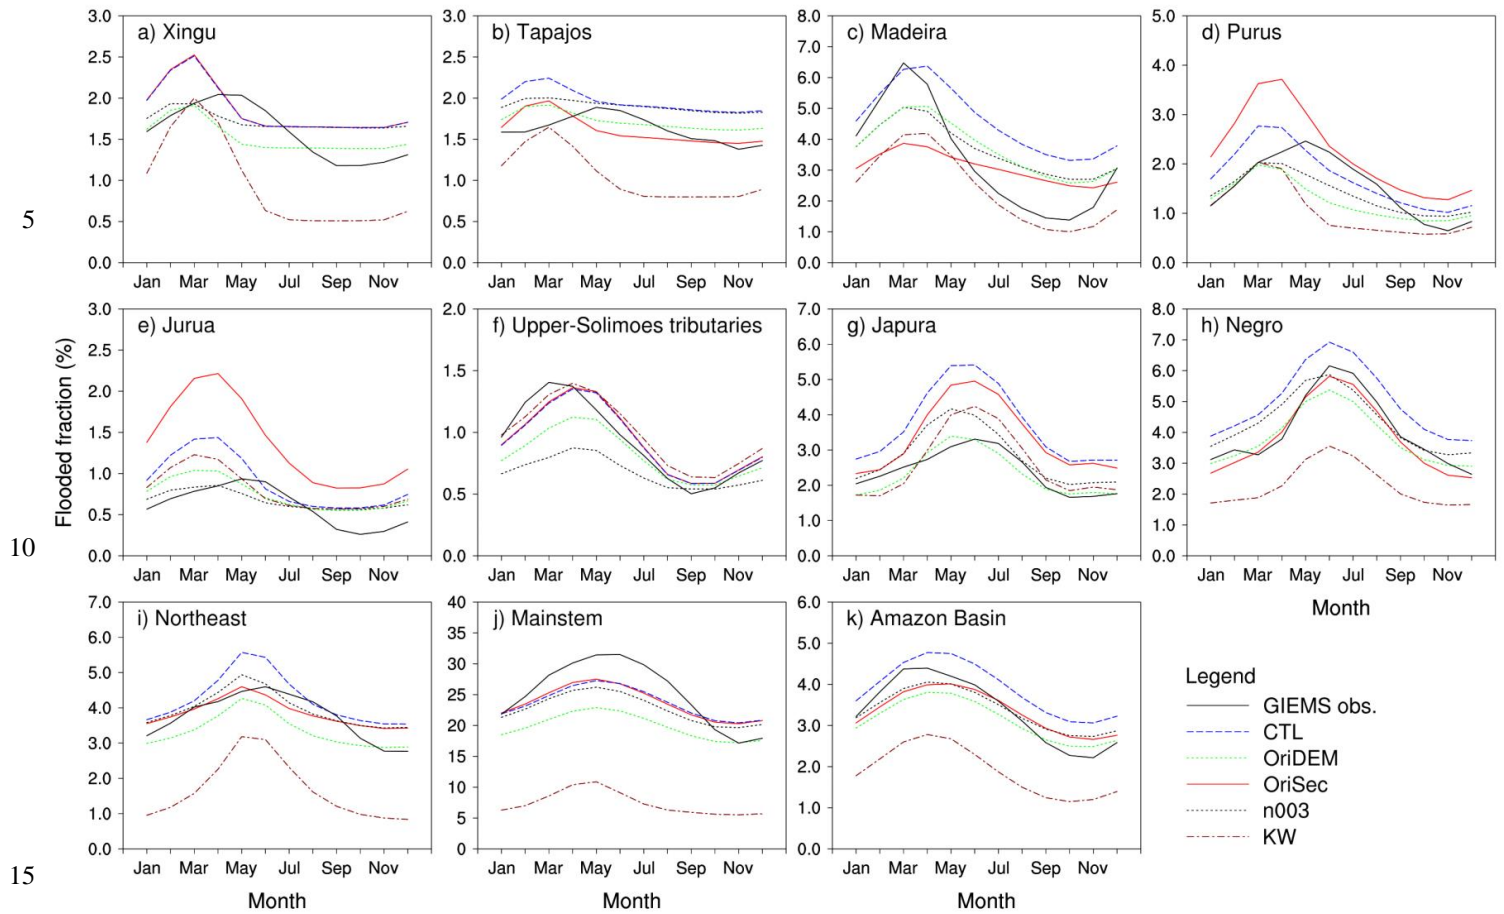 a) Xingu
b) Tapajos
c) Madeira
d) Purus
3.0 2.5 2.0 1.5 1.0 0.5 0.0
3.0 2.5 2.0 1.5 1.0 0.5 0.0
8.0 7.0 6.0 5.0 4.0 3.0 2.0 1.0 0.0
5.0 4.0 3.0 2.0 1.0 0.0
5
Jan Mar May Jul Sep Nov
Jan Mar May Jul Sep Nov
Jan Mar May Jul Sep Nov
Jan Mar May Jul Sep Nov
Flooded fraction (%)
e) Jurua
f) Upper-Solimoes tributaries
g) Japura
h) Negro
3.0 2.5 2.0 1.5 1.0 0.5 0.0
2.0 1.5 1.0 0.5 0.0
7.0 6.0 5.0 4.0 3.0 2.0 1.0 0.0
8.0 7.0 6.0 5.0 4.0 3.0 2.0 1.0 0.0
10
Jan Mar May Jul Sep Nov
Jan Mar May Jul Sep Nov
Jan Mar May Jul Sep Nov
Jan Mar May Jul Sep Nov
Month
i) Northeast
j) Mainstem
k) Amazon Basin
7.0 6.0 5.0 4.0 3.0 2.0 1.0 0.0
40 35 30 25 20 15 10 5 0
6.0 5.0 4.0 3.0 2.0 1.0 0.0
Legend
GIEMS obs.
CTL
OriDEM
OriSec
n003
KW
15
Jan Mar May Jul Sep Nov
Jan Mar May Jul Sep Nov
Jan Mar May Jul Sep Nov
Month
Month
Month